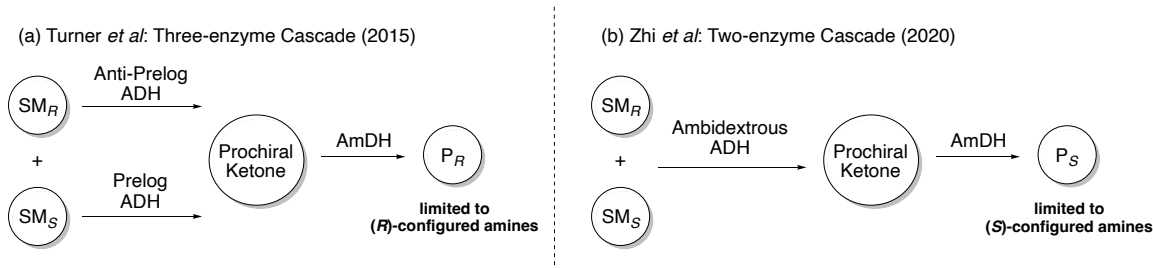 (a) Turner et al: Three-enzyme Cascade (2015)
SMR
Anti-Prelog
ADH
+
SMS
Prelog
ADH
Prochiral
Ketone
AmDH
PR
limited to
(R)-configured amines
(b) Zhi et al: Two-enzyme Cascade (2020)
SMR
+
SMS
Ambidextrous
ADH
Prochiral
Ketone
AmDH
PS
limited to
(S)-configured amines